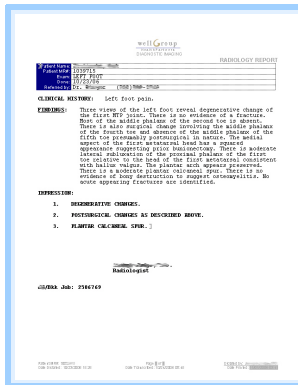 wellGroup
DIAGNOSTIC IMAGING
RADIOLOGY REPORT
Patient Name:
Patient MRN: 1039715
Exam: LEFT FOOT
Done: 10/23/06
Referred by: Dr.
CLINICAL HISTORY: Left foot pain.
FINDINGS: Three views of the left foot reveal degenerative change of
the first MTP joint. There is no evidence of a fracture.
Most of the middle phalanx of the second toe is absent.
There is also surgical change involving the middle phalanx
of the fourth toe and absence of the middle phalanx of the
fifth toe presumably postsurgical in nature. The medial
aspect of the first metatarsal head has a squared
appearance suggesting prior bunionectomy. There is moderate
lateral subluxation of the proximal phalanx of the first
toe relative to the head of the first metatarsal consistent
with hallux valgus. The plantar arch appears preserved.
There is a moderate plantar calcaneal spur. There is no
evidence of bony destruction to suggest osteomyelitis. No
acute appearing fractures are identified.
IMPRESSION:
1. DEGENERATIVE CHANGES.
2. POSTSURGICAL CHANGES AS DESCRIBED ABOVE.
3. PLANTAR CALCANEAL SPUR.
Radiologist
Job: 2586769